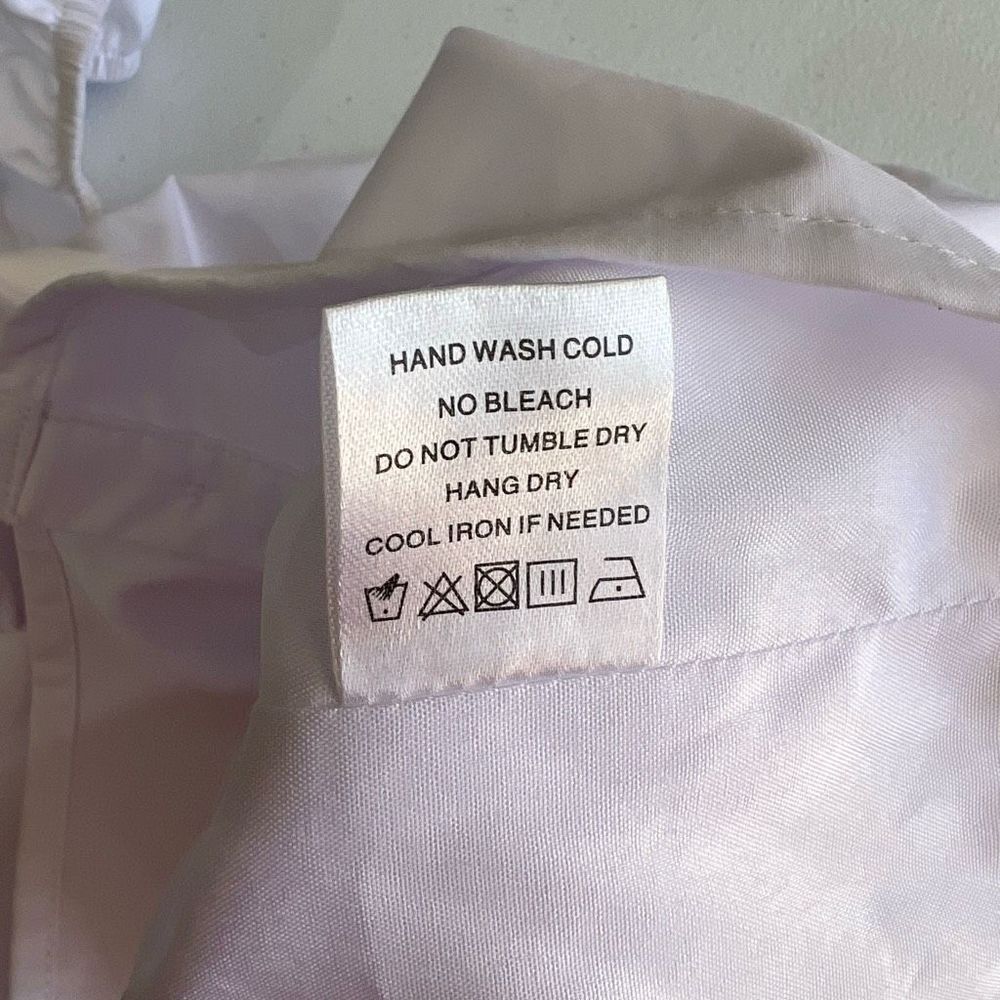 HAND WASH COLD
NO BLEACH
DO NOT TUMBLE DRY
HANG DRY
COOL IRON IF NEEDED